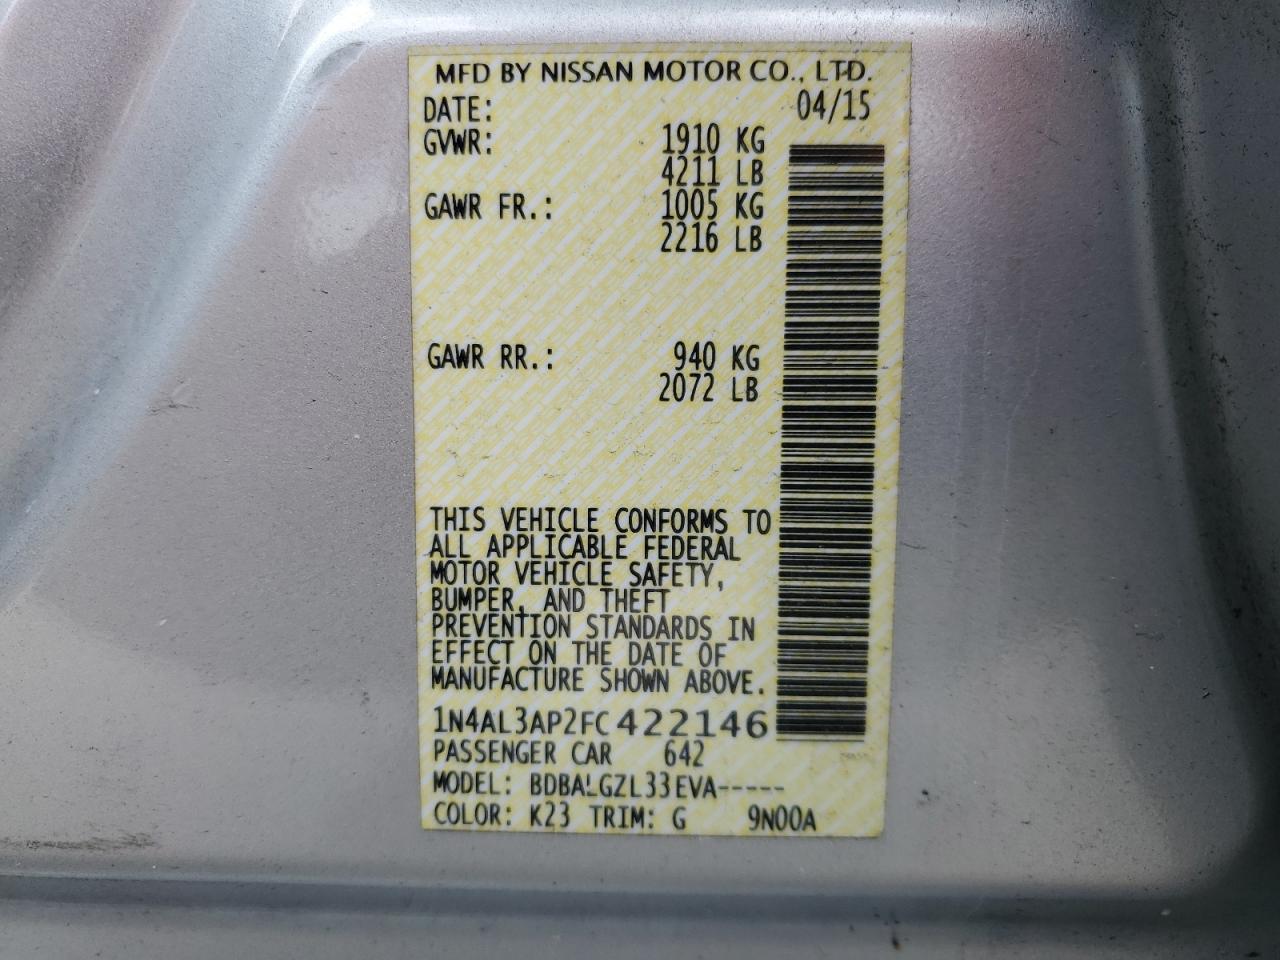 MFD BY NISSAN MOTOR CO., LTD.
DATE: 04/15
GVWR: 1910 KG
4211 LB
GAWR FR.: 1005 KG
2216 LB
GAWR RR.: 940 KG
2072 LB
THIS VEHICLE CONFORMS TO
ALL APPLICABLE FEDERAL
MOTOR VEHICLE SAFETY,
BUMPER, AND THEFT
PREVENTION STANDARDS IN
EFFECT ON THE DATE OF
MANUFACTURE SHOWN ABOVE.
1N4AL3AP2FC422146
PASSENGER CAR 642
MODEL: BDBALGZL33EVA-----
COLOR: K23 TRIM: G 9N00A